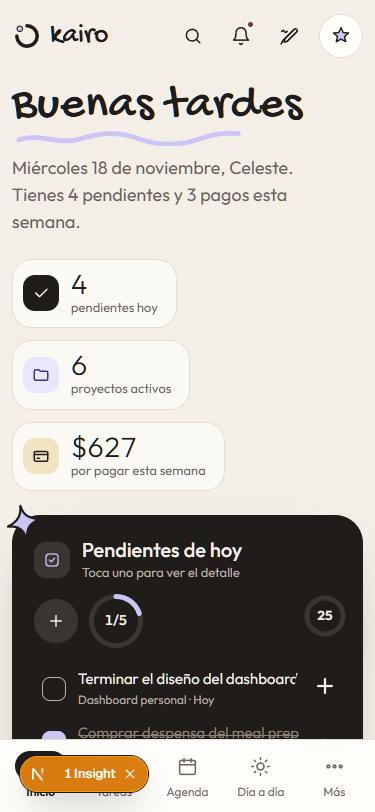 kairo
Buenas tardes
Miércoles 18 de noviembre, Celeste.
Tienes 4 pendientes y 3 pagos esta
semana.
4
pendientes hoy
6
proyectos activos
$627
por pagar esta semana
Pendientes de hoy
Toca uno para ver el detalle
1/5
25
Terminar el diseño del dashboard
Dashboard personal · Hoy
Comprar despensa del meal prep
N 1 Insight
Inicio Tareas Agenda Día a día Más